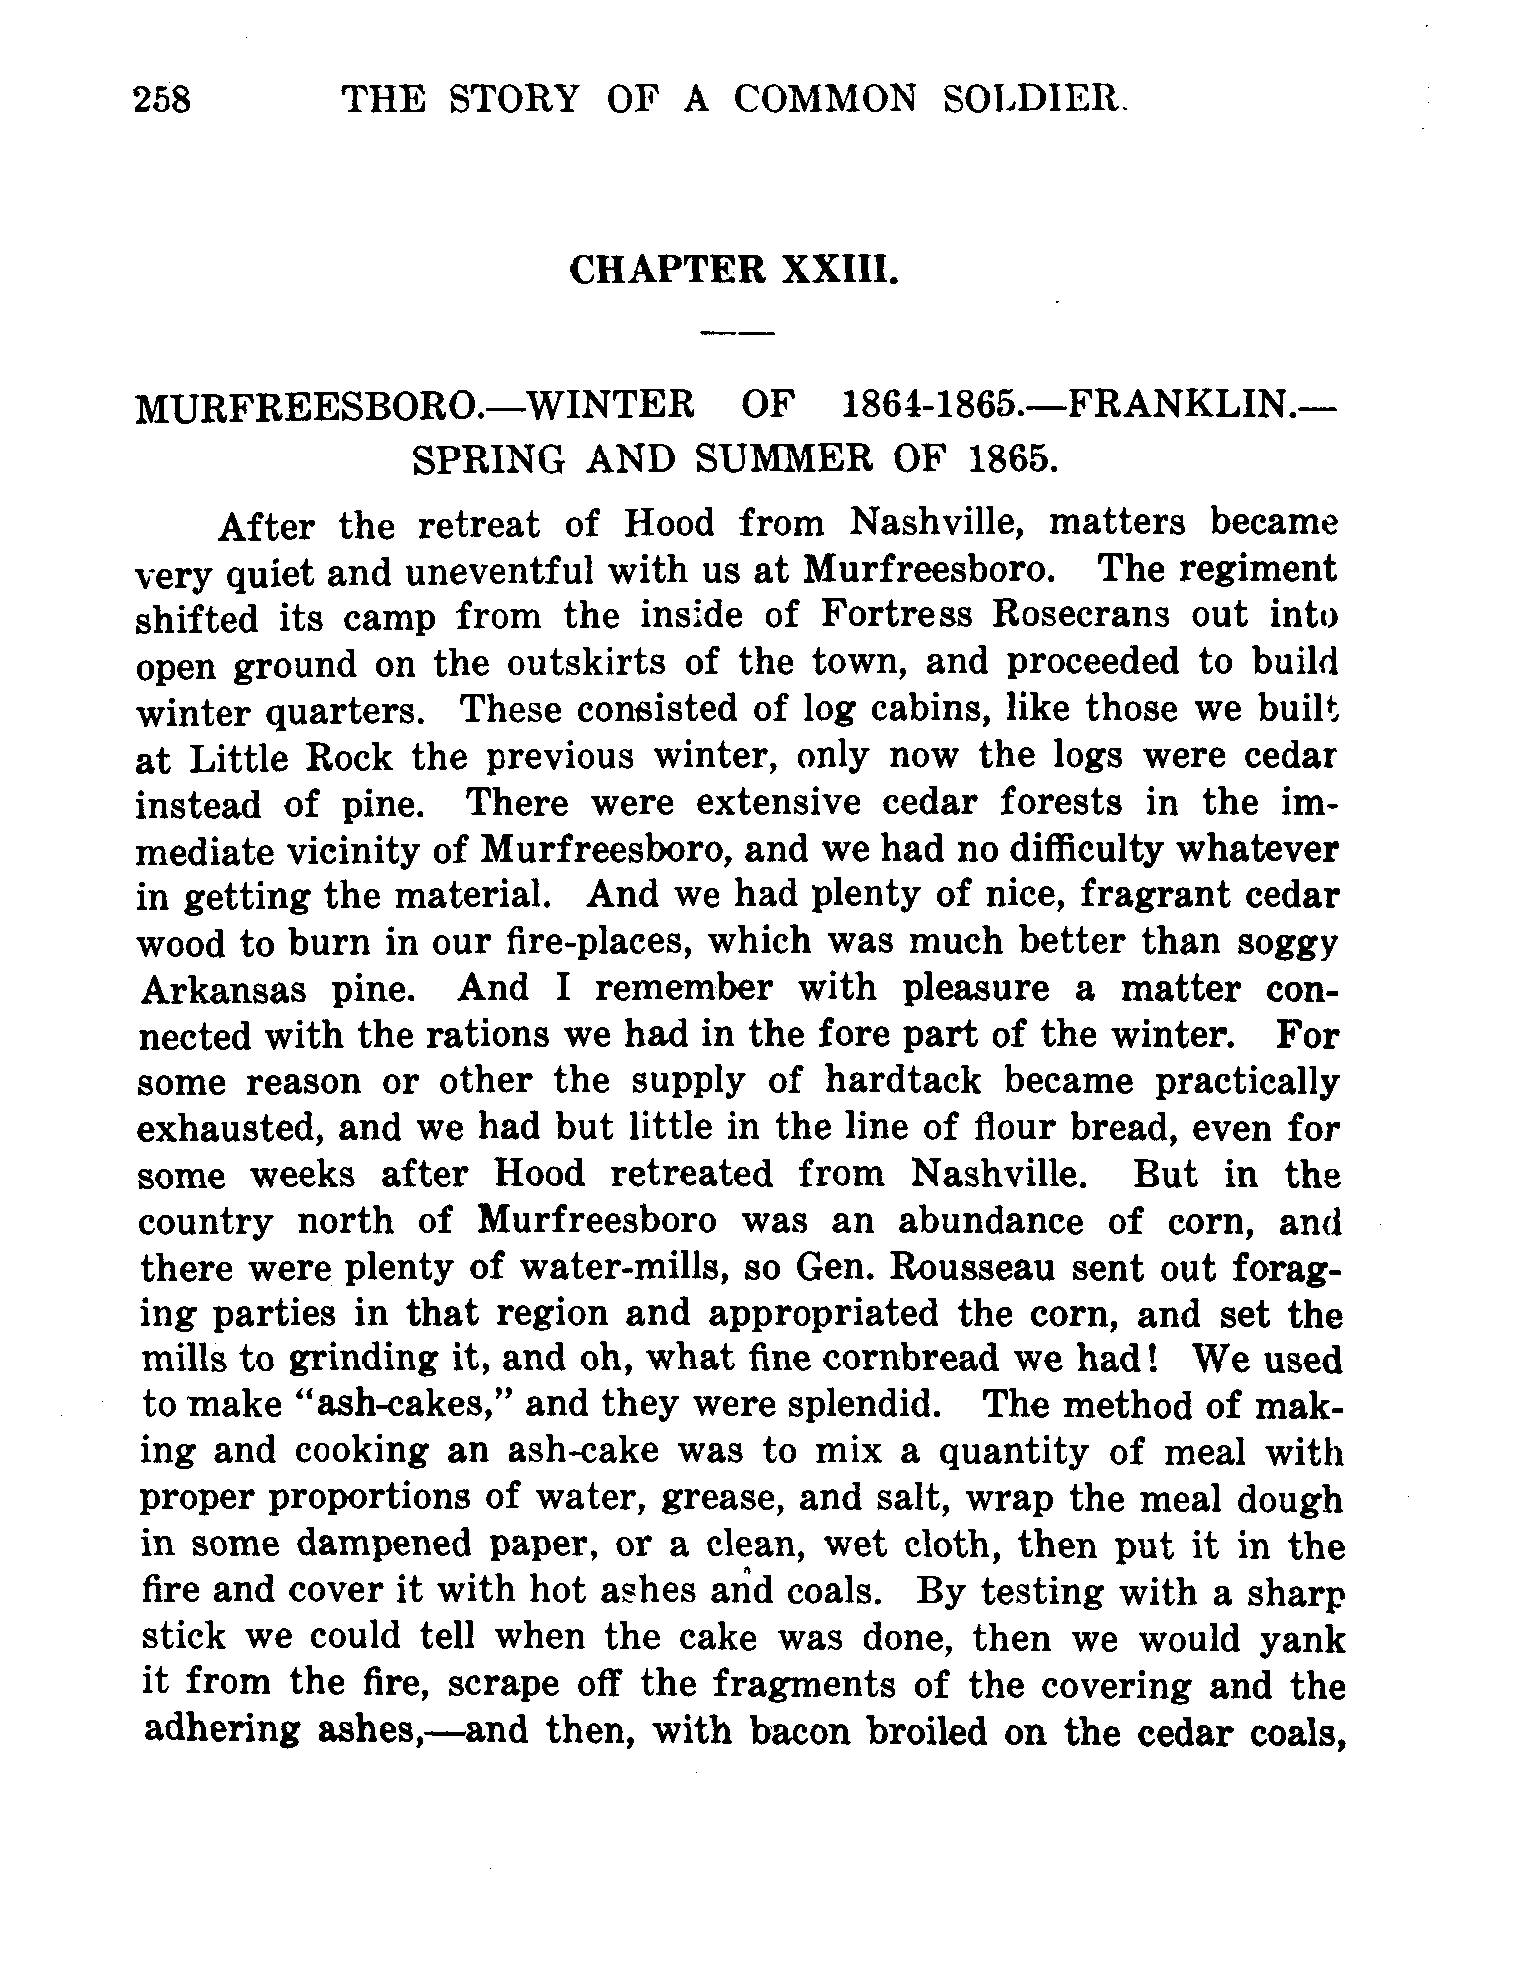 258 THE STORY OF A COMMON SOLDIER.
CHAPTER XXIII.
MURFREESBORO.—WINTER OF 1864-1865.—FRANKLIN.—
SPRING AND SUMMER OF 1865.
After the retreat of Hood from Nashville, matters became
very quiet and uneventful with us at Murfreesboro. The regiment
shifted its camp from the inside of Fortress Rosecrans out into
open ground on the outskirts of the town, and proceeded to build
winter quarters. These consisted of log cabins, like those we built
at Little Rock the previous winter, only now the logs were cedar
instead of pine. There were extensive cedar forests in the im-
mediate vicinity of Murfreesboro, and we had no difficulty whatever
in getting the material. And we had plenty of nice, fragrant cedar
wood to burn in our fire-places, which was much better than soggy
Arkansas pine. And I remember with pleasure a matter con-
nected with the rations we had in the fore part of the winter. For
some reason or other the supply of hardtack became practically
exhausted, and we had but little in the line of flour bread, even for
some weeks after Hood retreated from Nashville. But in the
country north of Murfreesboro was an abundance of corn, and
there were plenty of water-mills, so Gen. Rousseau sent out forag-
ing parties in that region and appropriated the corn, and set the
mills to grinding it, and oh, what fine cornbread we had! We used
to make "ash-cakes," and they were splendid. The method of mak-
ing and cooking an ash-cake was to mix a quantity of meal with
proper proportions of water, grease, and salt, wrap the meal dough
in some dampened paper, or a clean, wet cloth, then put it in the
fire and cover it with hot ashes and coals. By testing with a sharp
stick we could tell when the cake was done, then we would yank
it from the fire, scrape off the fragments of the covering and the
adhering ashes,—and then, with bacon broiled on the cedar coals,